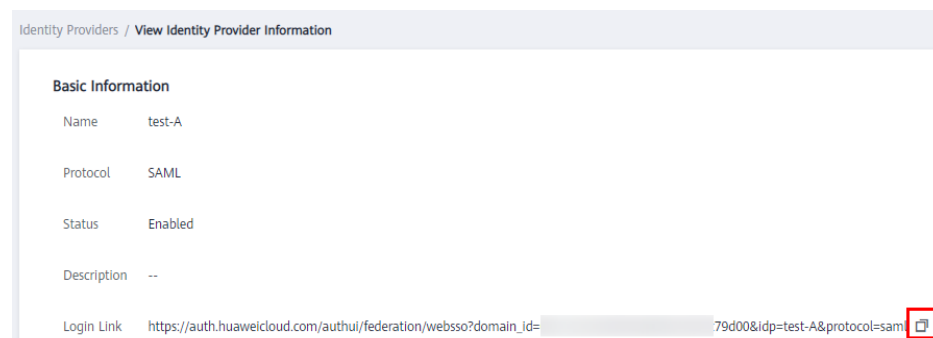 Identity Providers / View Identity Provider Information
Basic Information
Name test-A
Protocol SAML
Status Enabled
Description --
Login Link https://auth.huaweicloud.com/authui/federation/websso?domain_id= 79d00&idp=test-A&protocol=saml